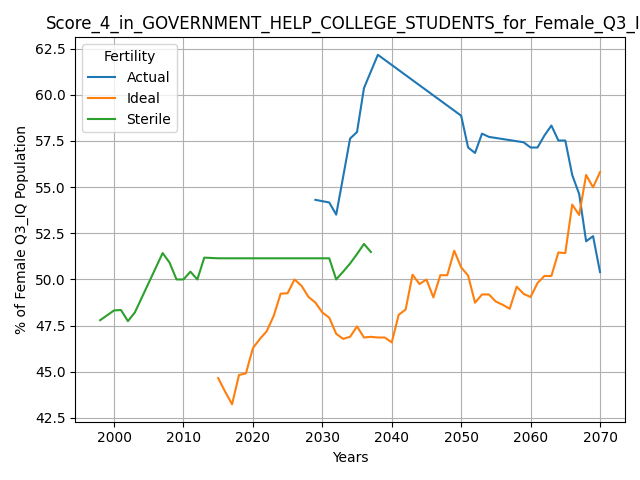 Score_4_in_GOVERNMENT_HELP_COLLEGE_STUDENTS_for_Female_Q3_I
Fertility
Actual
Ideal
Sterile
% of Female Q3_IQ Population
62.5
60.0
57.5
55.0
52.5
50.0
47.5
45.0
42.5
2000 2010 2020 2030 2040 2050 2060 2070
Years